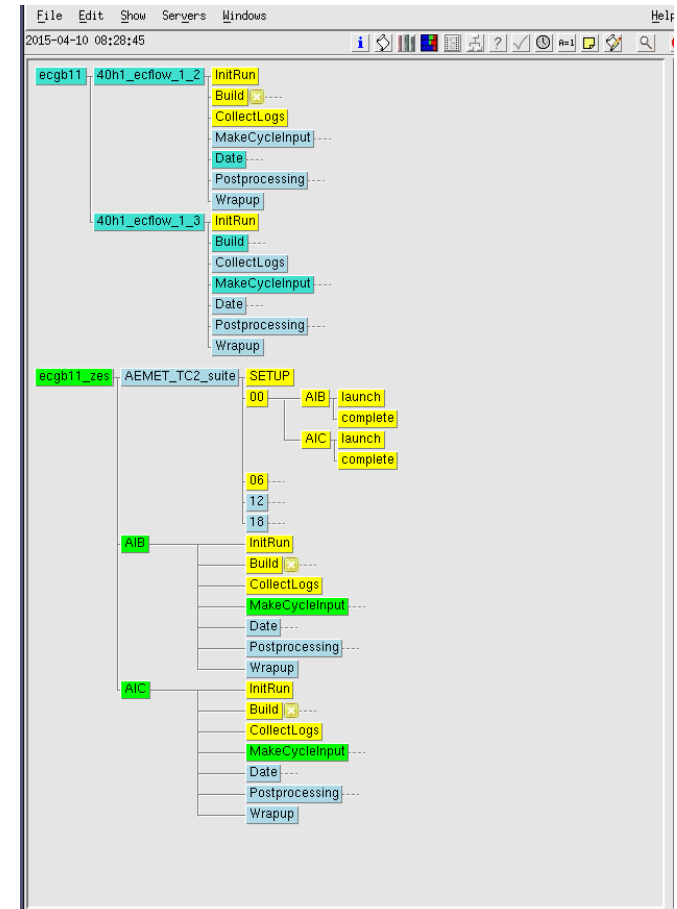 File Edit Show Servers Windows Help
2015-04-10 08:28:45 i ? A=1
ecgb11 40h1_ecflow_1_2 InitRun
Build
CollectLogs
MakeCycleInput
Date
Postprocessing
Wrapup
40h1_ecflow_1_3 InitRun
Build
CollectLogs
MakeCycleInput
Date
Postprocessing
Wrapup
ecgb11_zes AEMET_TC2_suite SETUP
00 AIB launch
complete
AIC launch
complete
06
12
18
AIB InitRun
Build
CollectLogs
MakeCycleInput
Date
Postprocessing
Wrapup
AIC InitRun
Build
CollectLogs
MakeCycleInput
Date
Postprocessing
Wrapup